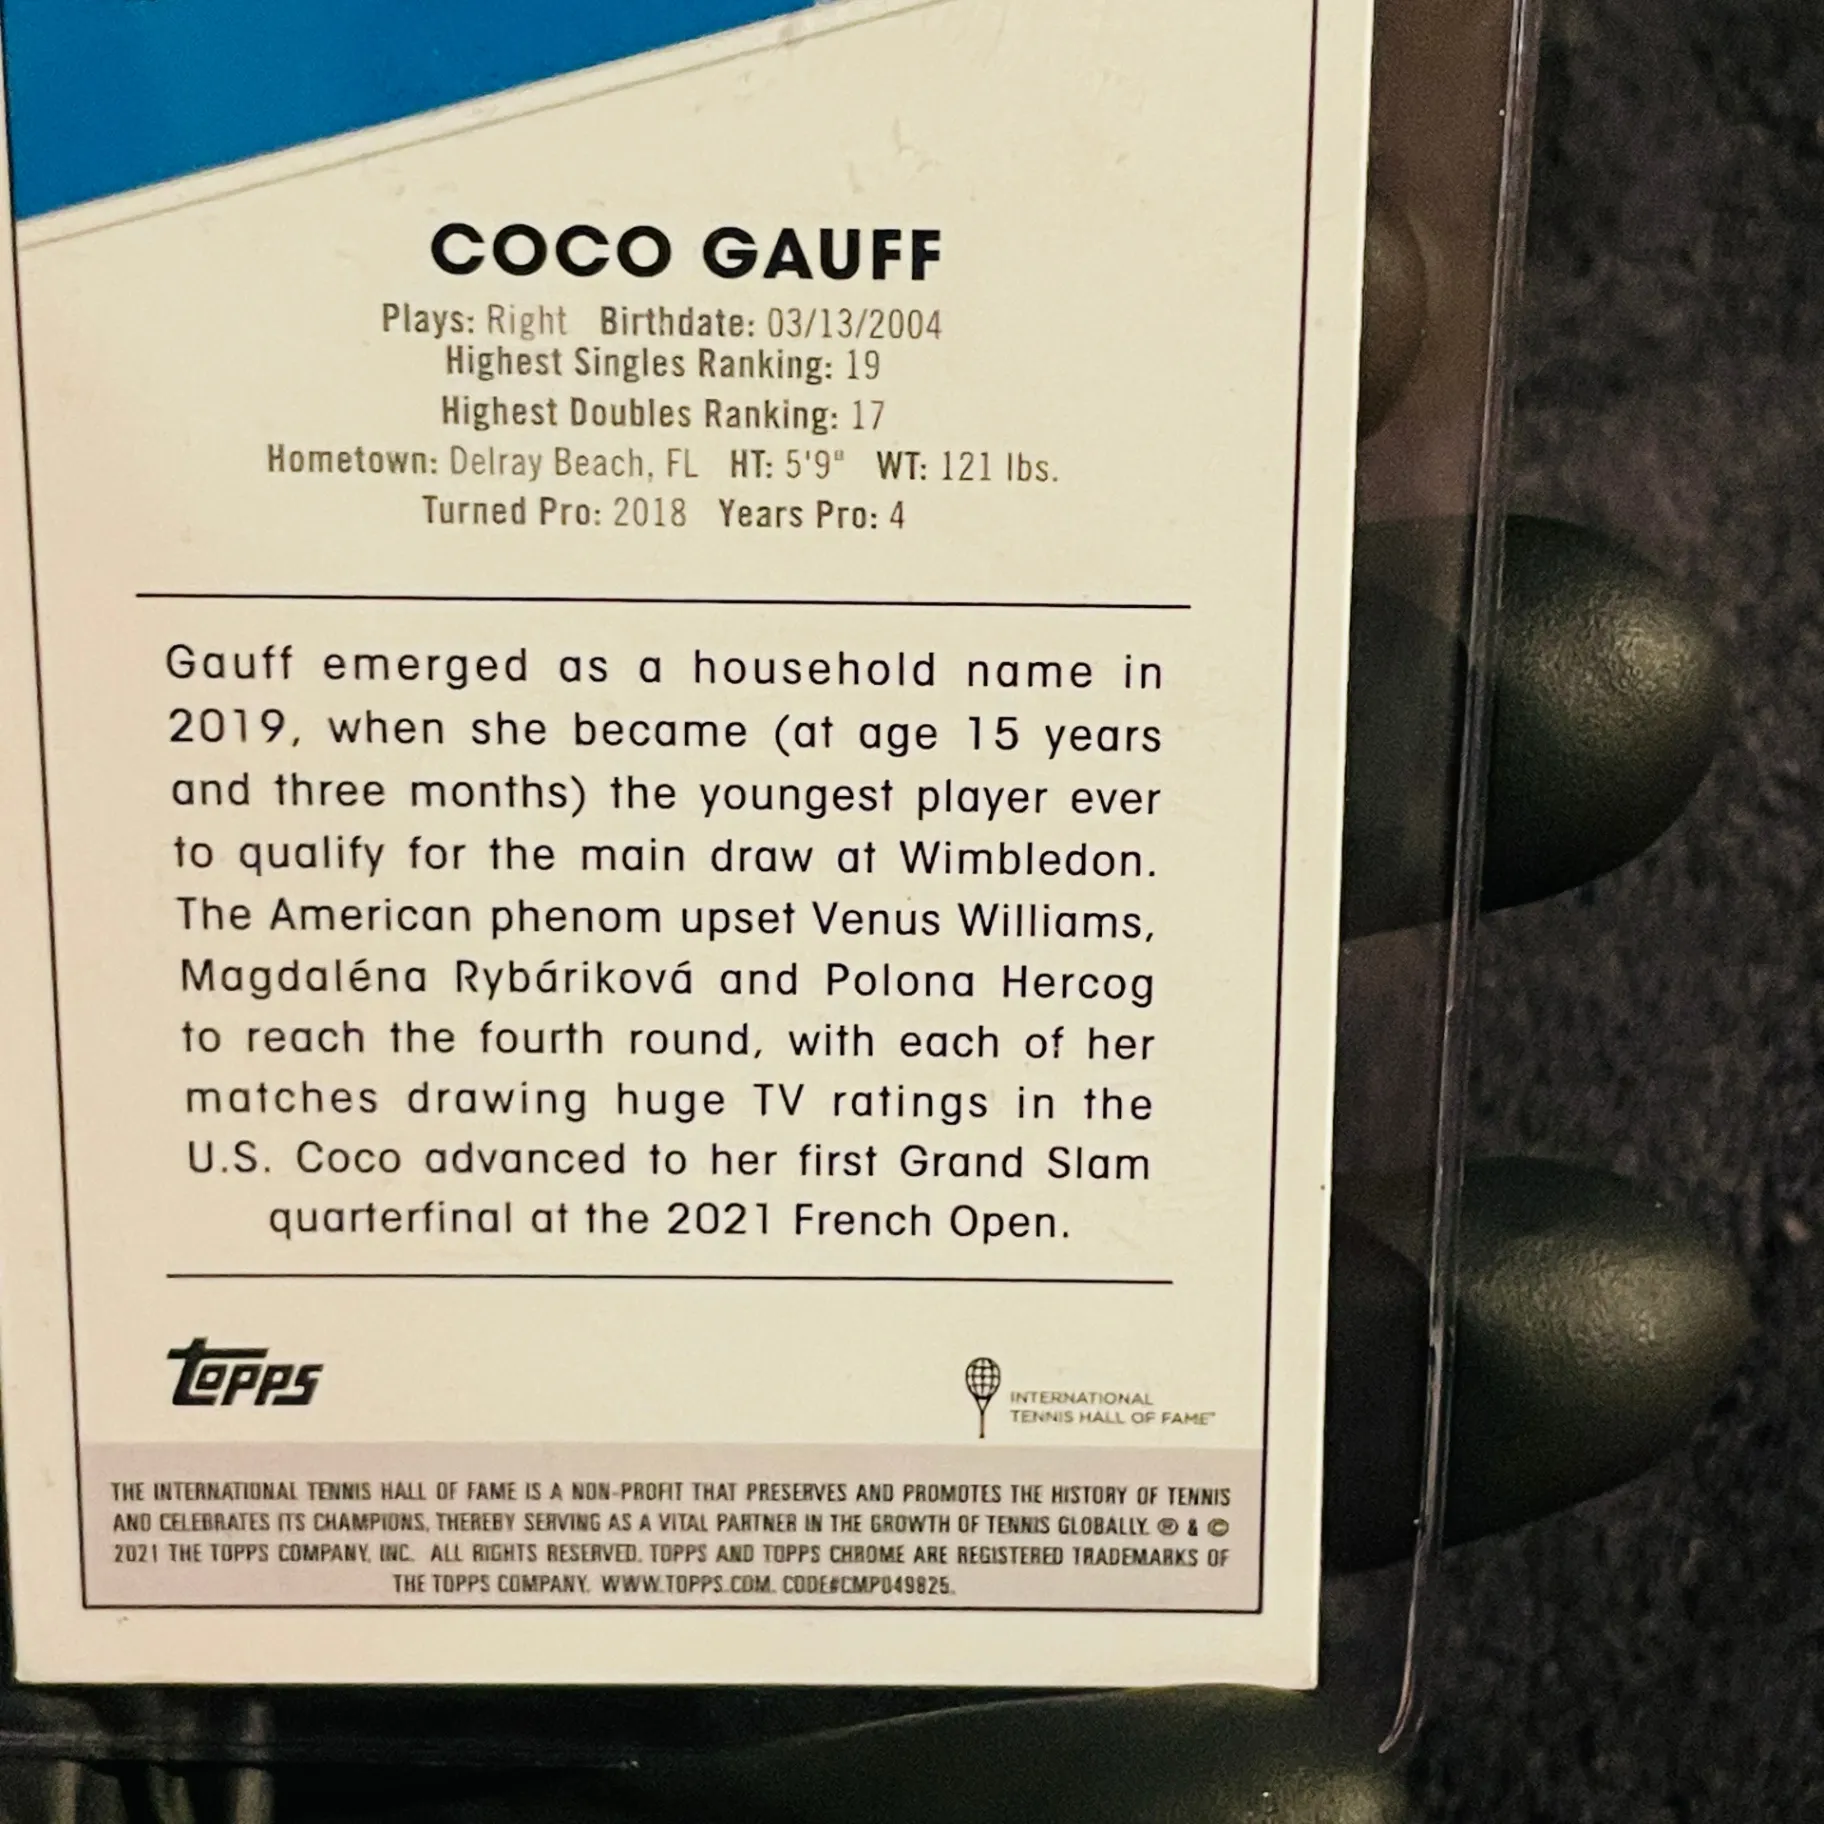 COCO GAUFF
Plays: Right Birthdate: 03/13/2004
Highest Singles Ranking: 19
Highest Doubles Ranking: 17
Hometown: Delray Beach, FL HT: 5'9" WT: 121 lbs.
Turned Pro: 2018 Years Pro: 4
Gauff emerged as a household name in
2019, when she became (at age 15 years
and three months) the youngest player ever
to qualify for the main draw at Wimbledon.
The American phenom upset Venus Williams,
Magdaléna Rybáriková and Polona Hercog
to reach the fourth round, with each of her
matches drawing huge TV ratings in the
U.S. Coco advanced to her first Grand Slam
quarterfinal at the 2021 French Open.
TOPPS
INTERNATIONAL
TENNIS HALL OF FAME™
THE INTERNATIONAL TENNIS HALL OF FAME IS A NON-PROFIT THAT PRESERVES AND PROMOTES THE HISTORY OF TENNIS
AND CELEBRATES ITS CHAMPIONS, THEREBY SERVING AS A VITAL PARTNER IN THE GROWTH OF TENNIS GLOBALLY. ® & ©
2021 THE TOPPS COMPANY, INC. ALL RIGHTS RESERVED. TOPPS AND TOPPS CHROME ARE REGISTERED TRADEMARKS OF
THE TOPPS COMPANY. WWW.TOPPS.COM. CODE#CMP049825.